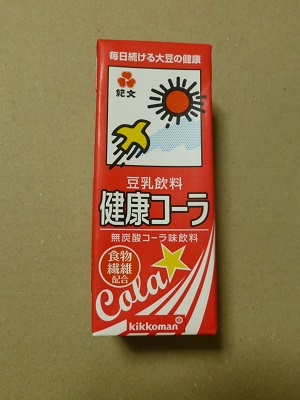 毎日続ける大豆の健康
紀文
豆乳飲料
健康コーラ
無炭酸コーラ味飲料
食物
繊維
配合
Cola
kikkoman